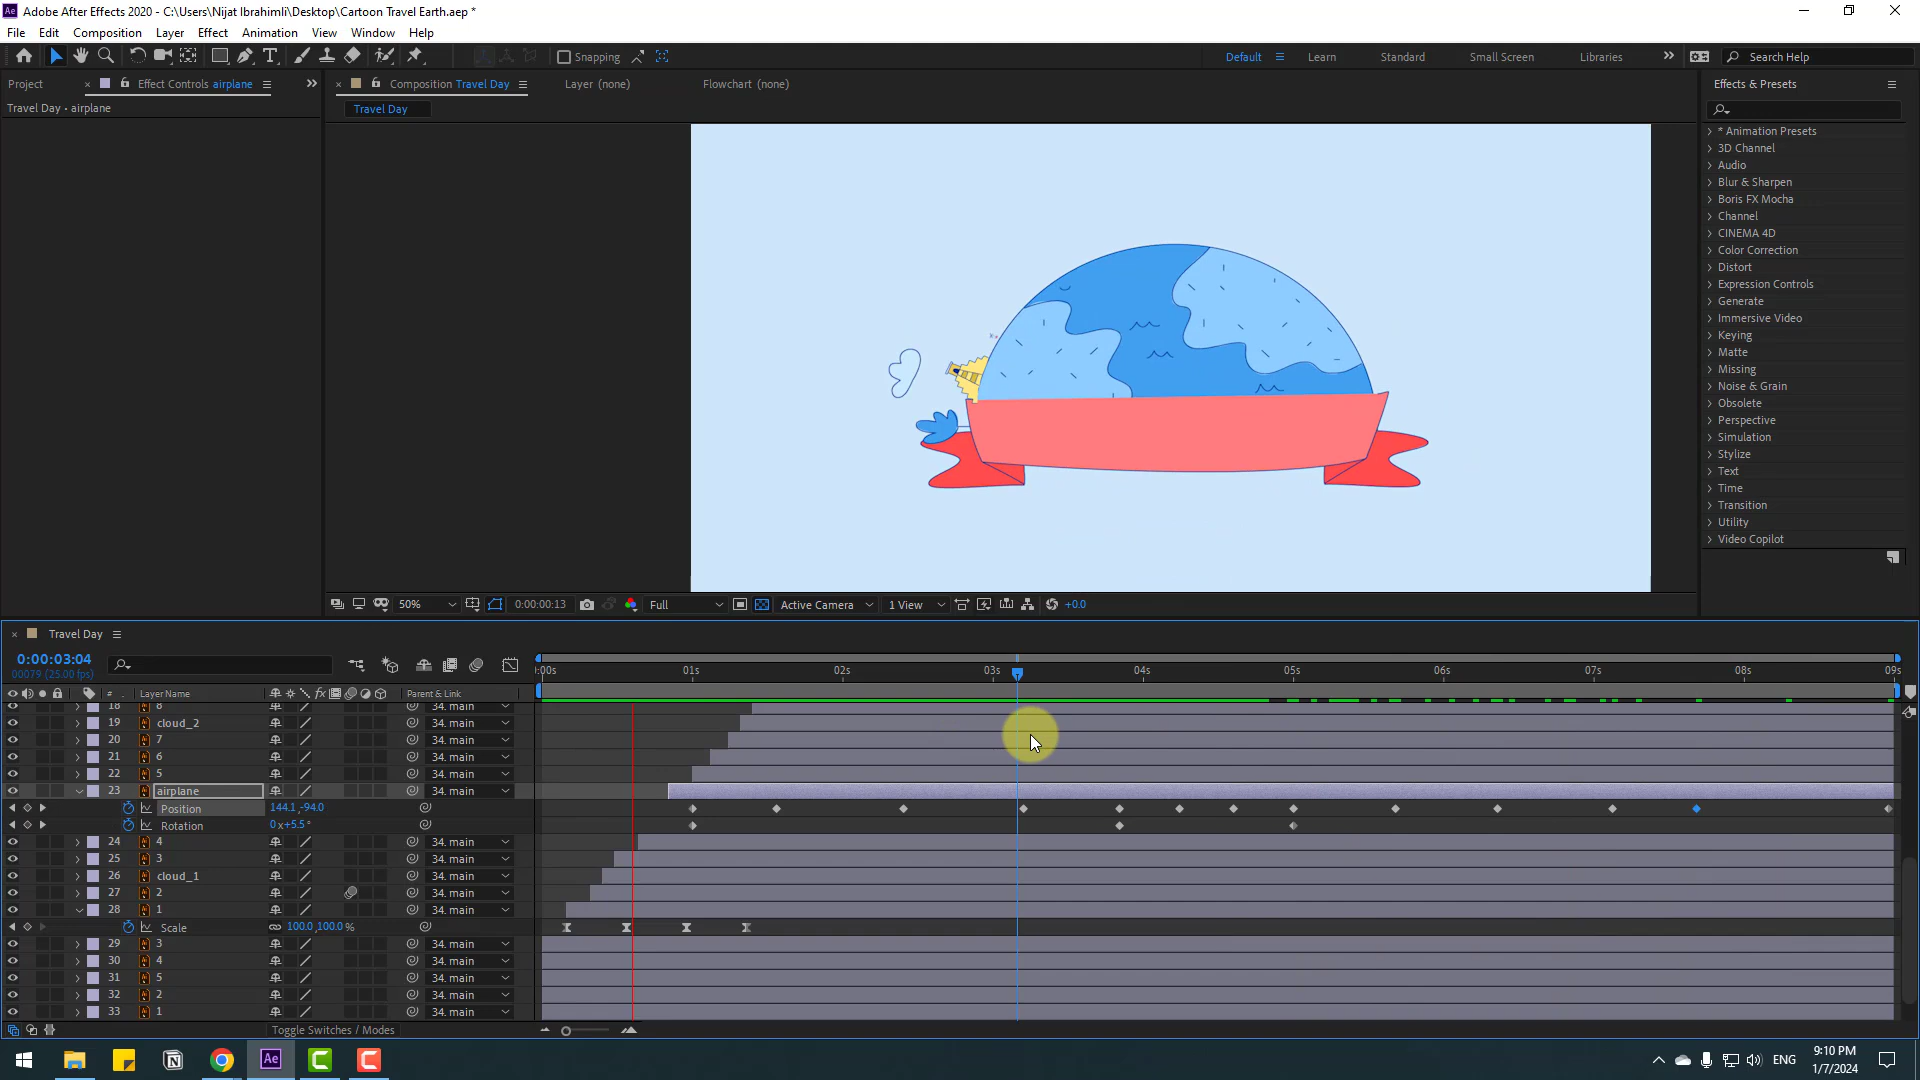 Adobe After Effects 2020 - C:\Users\Nijat Ibrahimli\Desktop\Cartoon Travel Earth.aep *
File Edit Composition Layer Effect Animation View Window Help
Snapping Default Learn Standard Small Screen Libraries Search Help
Project Effect Controls airplane
Composition Travel Day Layer (none) Flowchart (none)
Effects & Presets
Travel Day • airplane
Travel Day
* Animation Presets
3D Channel
Audio
Blur & Sharpen
Boris FX Mocha
Channel
CINEMA 4D
Color Correction
Distort
Expression Controls
Generate
Immersive Video
Keying
Matte
Missing
Noise & Grain
Obsolete
Perspective
Simulation
Stylize
Text
Time
Transition
Utility
Video Copilot
50% 0:00:00:13 Full Active Camera 1 View +0.0
Travel Day
0:00:03:04
00079 (25.00 fps)
:00s 01s 02s 03s 04s 05s 06s 07s 08s 09s
# . Layer Name fx Parent & Link
18 8 34. main
19 cloud_2 34. main
20 7 34. main
21 6 34. main
22 5 34. main
23 airplane 34. main
Position 144.1,-94.0
Rotation 0x+5.5°
24 4 34. main
25 3 34. main
26 cloud_1 34. main
27 2 34. main
28 1 34. main
Scale 100.0,100.0%
29 3 34. main
30 4 34. main
31 5 34. main
32 2 34. main
33 1 34. main
Toggle Switches / Modes
Ae ENG 9:10 PM
1/7/2024